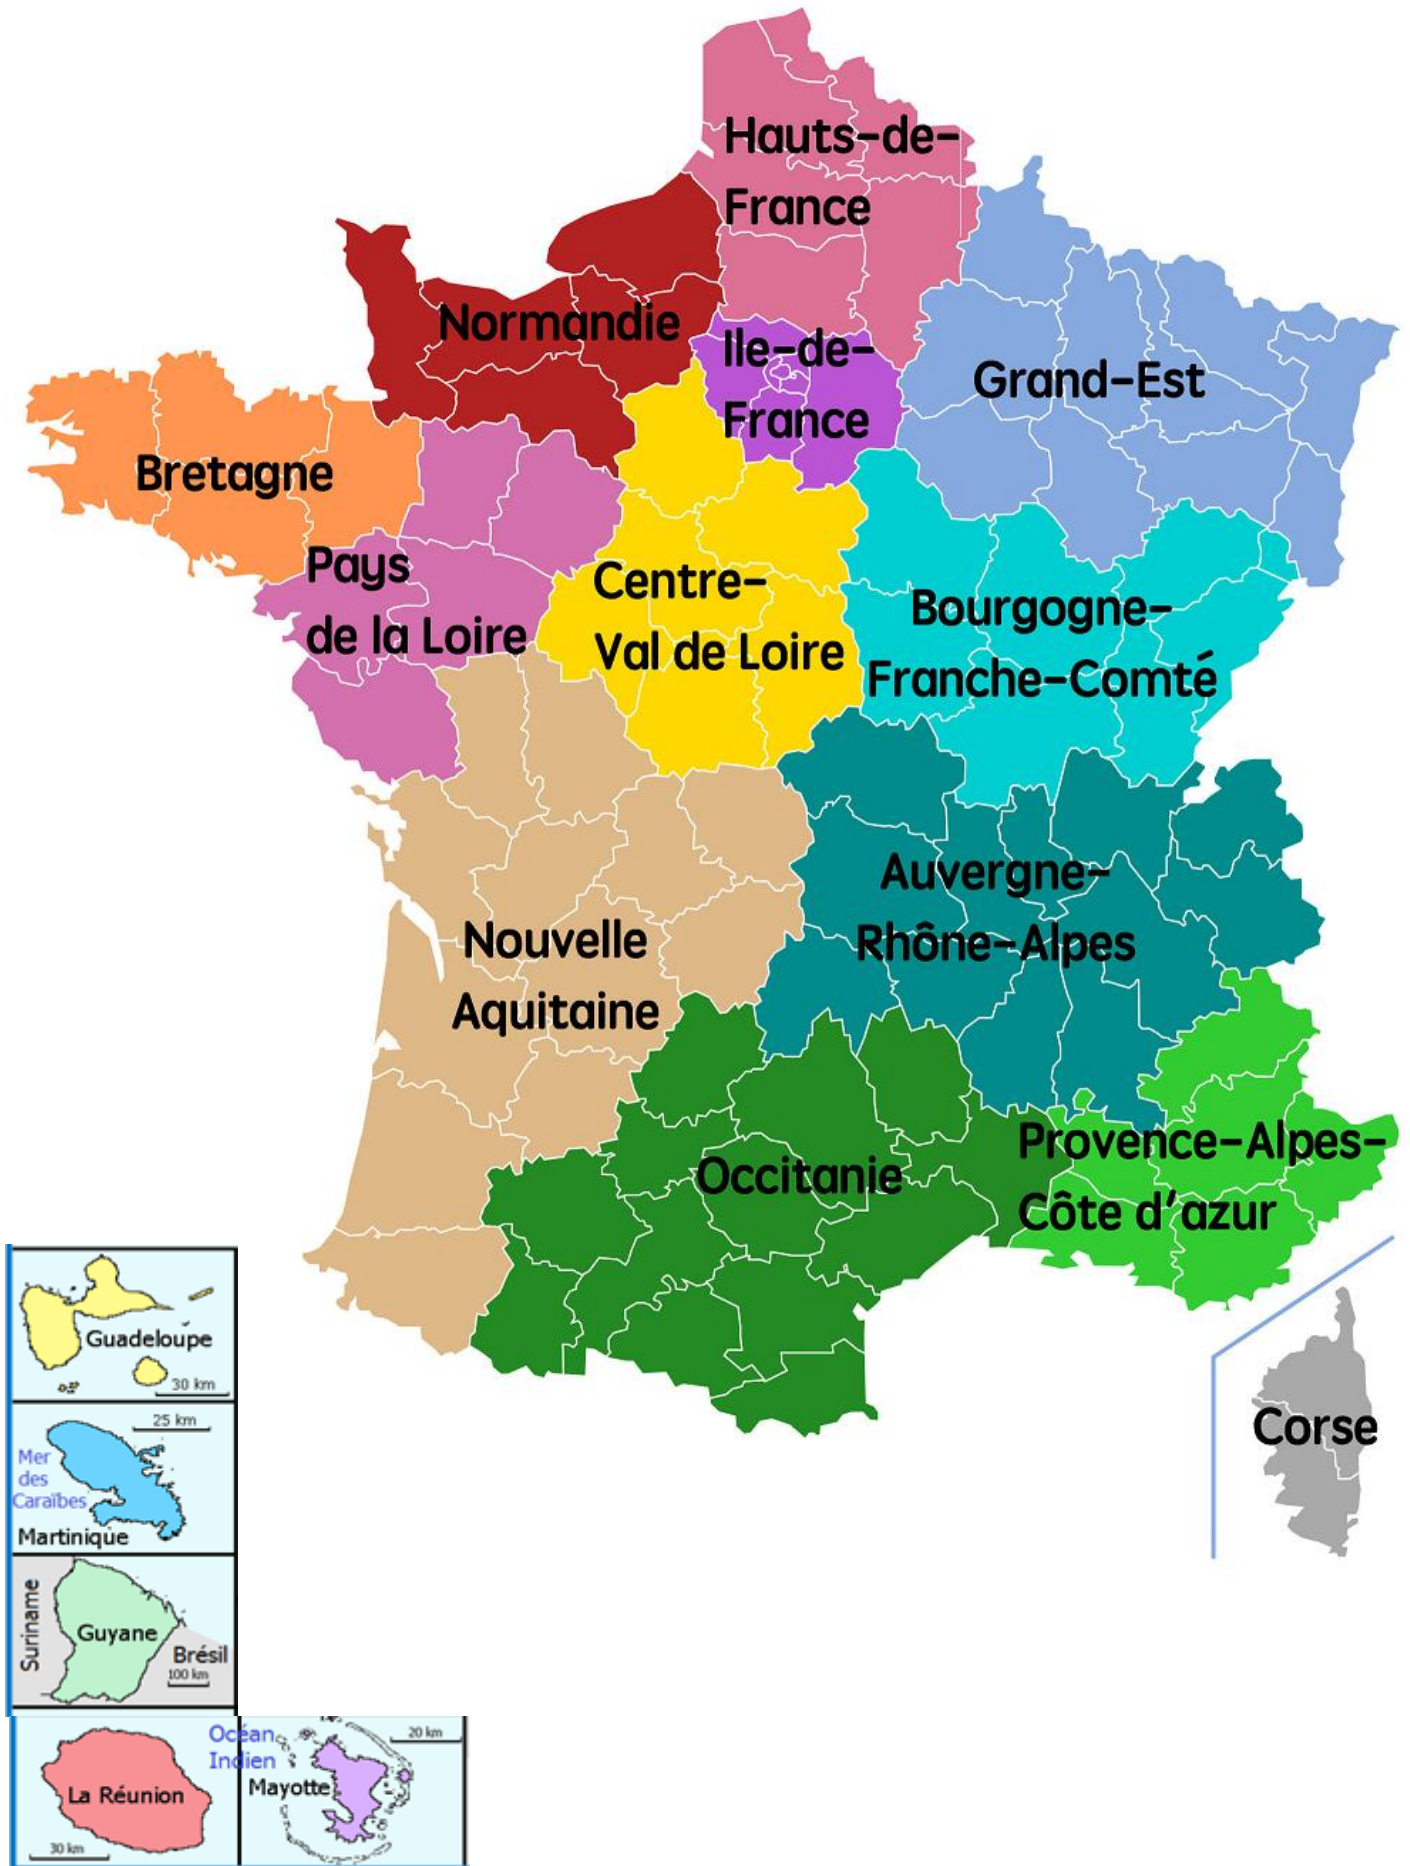 Hauts-de-
France
Normandie
Ile-de-
France
Grand-Est
Bretagne
Pays
de la Loire
Centre-
Val de Loire
Bourgogne-
Franche-Comté
Auvergne-
Rhône-Alpes
Nouvelle
Aquitaine
Occitanie
Provence-Alpes-
Côte d'azur
Corse
Guadeloupe
30 km
25 km
Mer
des
Caraïbes
Martinique
Suriname
Guyane
Brésil
100 km
La Réunion
30 km
Océan
Indien
Mayotte
20 km